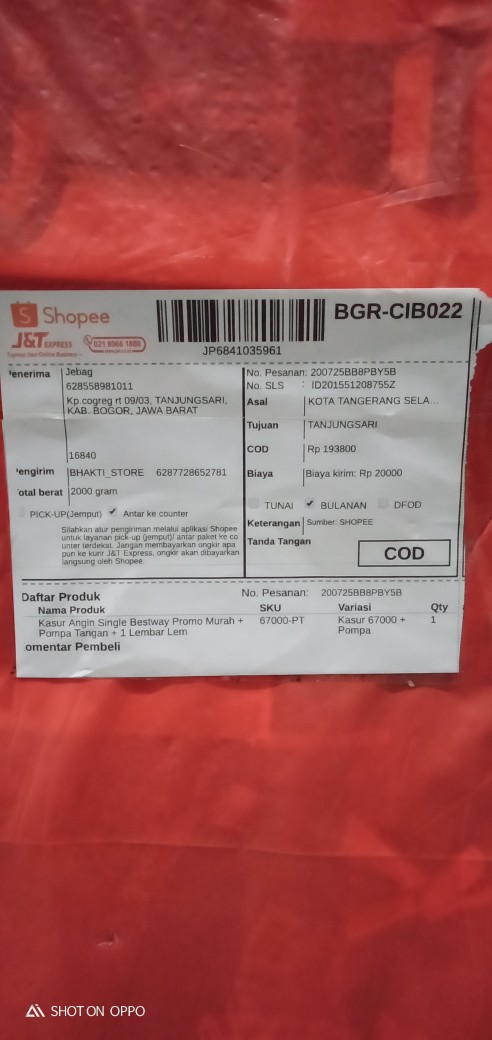 Shopee
J&T EXPRESS
021 8066 1888
Express Your Online Business
JP6841035961
BGR-CIB022
enerima Jebag
628558981011
Kp.cogreg rt 09/03, TANJUNGSARI,
KAB. BOGOR, JAWA BARAT
16840
engirim BHAKTI_STORE 6287728652781
otal berat 2000 gram
PICK-UP(Jemput) ✔ Antar ke counter
Silahkan atur pengiriman melalui aplikasi Shopee
untuk layanan pick-up (jemput)/ antar paket ke co
unter terdekat. Jangan membayarkan ongkir apa
pun ke kurir J&T Express, ongkir akan dibayarkan
langsung oleh Shopee.
No. Pesanan: 200725BB8PBY5B
No. SLS : ID201551208755Z
Asal KOTA TANGERANG SELA...
Tujuan TANJUNGSARI
COD Rp 193800
Biaya Biaya kirim: Rp 20000
TUNAI ✔ BULANAN DFOD
Keterangan Sumber: SHOPEE
Tanda Tangan
COD
Daftar Produk No. Pesanan: 200725BB8PBY5B
Nama Produk SKU Variasi Qty
Kasur Angin Single Bestway Promo Murah + 67000-PT Kasur 67000 + 1
Pompa Tangan + 1 Lembar Lem Pompa
omentar Pembeli
SHOT ON OPPO